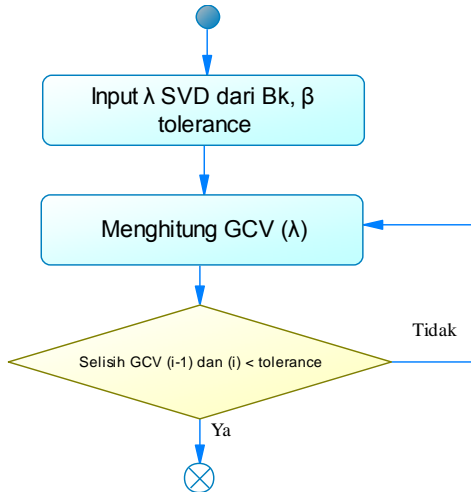 Input λ SVD dari Bk, β
tolerance
Menghitung GCV (λ)
Selisih GCV (i-1) dan (i) < tolerance
Tidak
Ya